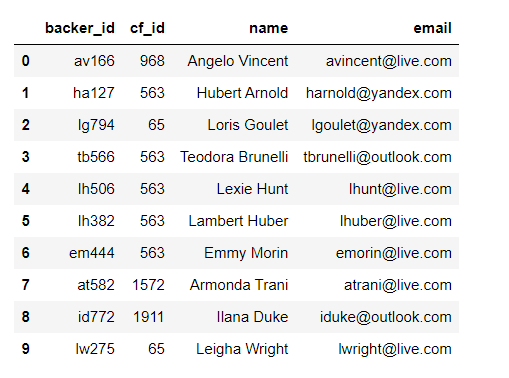 backer_id cf_id name email
0 av166 968 Angelo Vincent avincent@live.com
1 ha127 563 Hubert Arnold harnold@yandex.com
2 lg794 65 Loris Goulet lgoulet@yandex.com
3 tb566 563 Teodora Brunelli tbrunelli@outlook.com
4 lh506 563 Lexie Hunt lhunt@live.com
5 lh382 563 Lambert Huber lhuber@live.com
6 em444 563 Emmy Morin emorin@live.com
7 at582 1572 Armonda Trani atrani@live.com
8 id772 1911 Ilana Duke iduke@outlook.com
9 lw275 65 Leigha Wright lwright@live.com